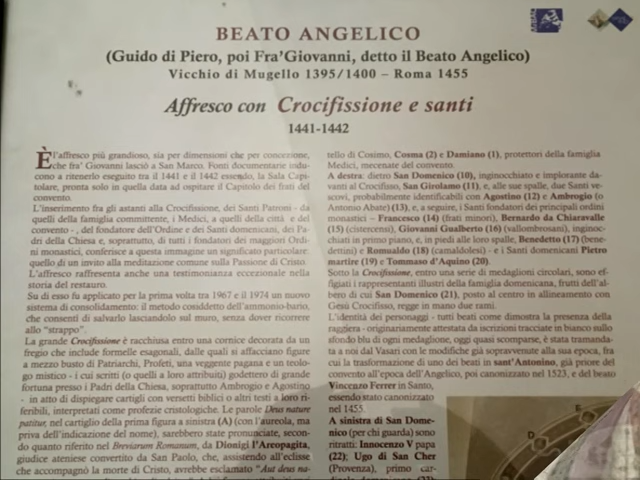 BEATO ANGELICO
(Guido di Piero, poi Fra'Giovanni, detto il Beato Angelico)
Vicchio di Mugello 1395/1400 – Roma 1455
Affresco con Crocifissione e santi
1441-1442
È l'affresco più grandioso, sia per dimensioni che per concezione,
che fra' Giovanni lasciò a San Marco. Fonti documentarie indu-
cono a ritenerlo eseguito tra il 1441 e il 1442 essendo, la Sala Capi-
tolare, pronta solo in quella data ad ospitare il Capitolo dei frati del
convento.
L'inserimento fra gli astanti alla Crocifissione, dei Santi Patroni - da
quelli della famiglia committente, i Medici, a quelli della città e del
convento - , del fondatore dell'Ordine e dei Santi domenicani, dei Pa-
dri della Chiesa e, soprattutto, di tutti i fondatori dei maggiori Ordi-
ni monastici, conferisce a questa immagine un significato particolare:
quello di un invito alla meditazione comune sulla Passione di Cristo.
L'affresco raffresenta anche una testimonianza eccezionale nella
storia del restauro.
Su di esso fu applicato per la prima volta tra 1967 e il 1974 un nuovo
sistema di consolidamento: il metodo cosiddetto dell'ammonio-bario,
che consentì di salvarlo lasciandolo sul muro, senza dover ricorrere
allo "strappo".
La grande Crocifissione è racchiusa entro una cornice decorata da un
fregio che include formelle esagonali, dalle quali si affacciano figure
a mezzo busto di Patriarchi, Profeti, una veggente pagana e un teolo-
go mistico - i cui scritti (o quelli a loro attribuiti) godettero di grande
fortuna presso i Padri della Chiesa, soprattutto Ambrogio e Agostino
- in atto di dispiegare cartigli con versetti biblici o altri testi a loro ri-
feribili, interpretati come profezie cristologiche. Le parole Deus nature
patitur, nel cartiglio della prima figura a sinistra (A) (con l'aureola, ma
priva dell'indicazione del nome), sarebbero state pronunciate, secon-
do quanto riferito nel Breviarum Romanum, da Dionigi l'Areopagita,
giudice ateniese convertito da San Paolo, che, assistendo all'eclisse
che accompagnò la morte di Cristo, avrebbe esclamato "Aut deus na-
tello di Cosimo, Cosma (2) e Damiano (1), protettori della famiglia
Medici, mecenate del convento.
A destra: dietro San Domenico (10), inginocchiato e implorante da-
vanti al Crocifisso, San Girolamo (11), e, alle sue spalle, due Santi ve-
scovi, probabilmente identificabili con Agostino (12) e Ambrogio (o
Antonio Abate) (13), e, a seguire, i Santi fondatori dei principali ordini
monastici – Francesco (14) (frati minori), Bernardo da Chiaravalle
(15) (cistercensi), Giovanni Gualberto (16) (vallombrosani), inginoc-
chiati in primo piano, e, in piedi alle loro spalle, Benedetto (17) (bene-
dettini) e Romualdo (18) (camaldolesi) - e i Santi domenicani Pietro
martire (19) e Tommaso d'Aquino (20).
Sotto la Crocifissione, entro una serie di medaglioni circolari, sono ef-
figiati i rappresentanti illustri della famiglia domenicana, frutti dell'al-
bero di cui San Domenico (21), posto al centro in allineamento con
Gesù Crocifisso, regge in mano due rami.
L'identità dei personaggi - tutti beati come dimostra la presenza della
raggiera - originariamente attestata da iscrizioni tracciate in bianco sullo
sfondo blu di ogni medaglione, oggi quasi scomparse, è stata tramanda-
ta a noi dal Vasari con le modifiche già sopravvenute alla sua epoca, fra
cui la trasformazione di uno dei beati in sant'Antonino, già priore del
convento all'epoca dell'Angelico, poi canonizzato nel 1523, e del beato
Vincenzo Ferrer in Santo,
essendo stato canonizzato
nel 1455.
A sinistra di San Dome-
nico (per chi guarda) sono
ritratti: Innocenzo V papa
(22); Ugo di San Cher
(Provenza), primo car-